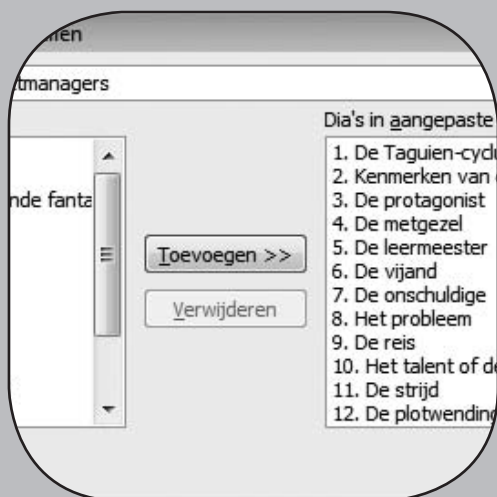 tmanagers
Dia's in aangepaste
nde fanta
Toevoegen >>
Verwijderen
1. De Taguien-cyclu
2. Kenmerken van
3. De protagonist
4. De metgezel
5. De leermeester
6. De vijand
7. De onschuldige
8. Het probleem
9. De reis
10. Het talent of de
11. De strijd
12. De plotwending